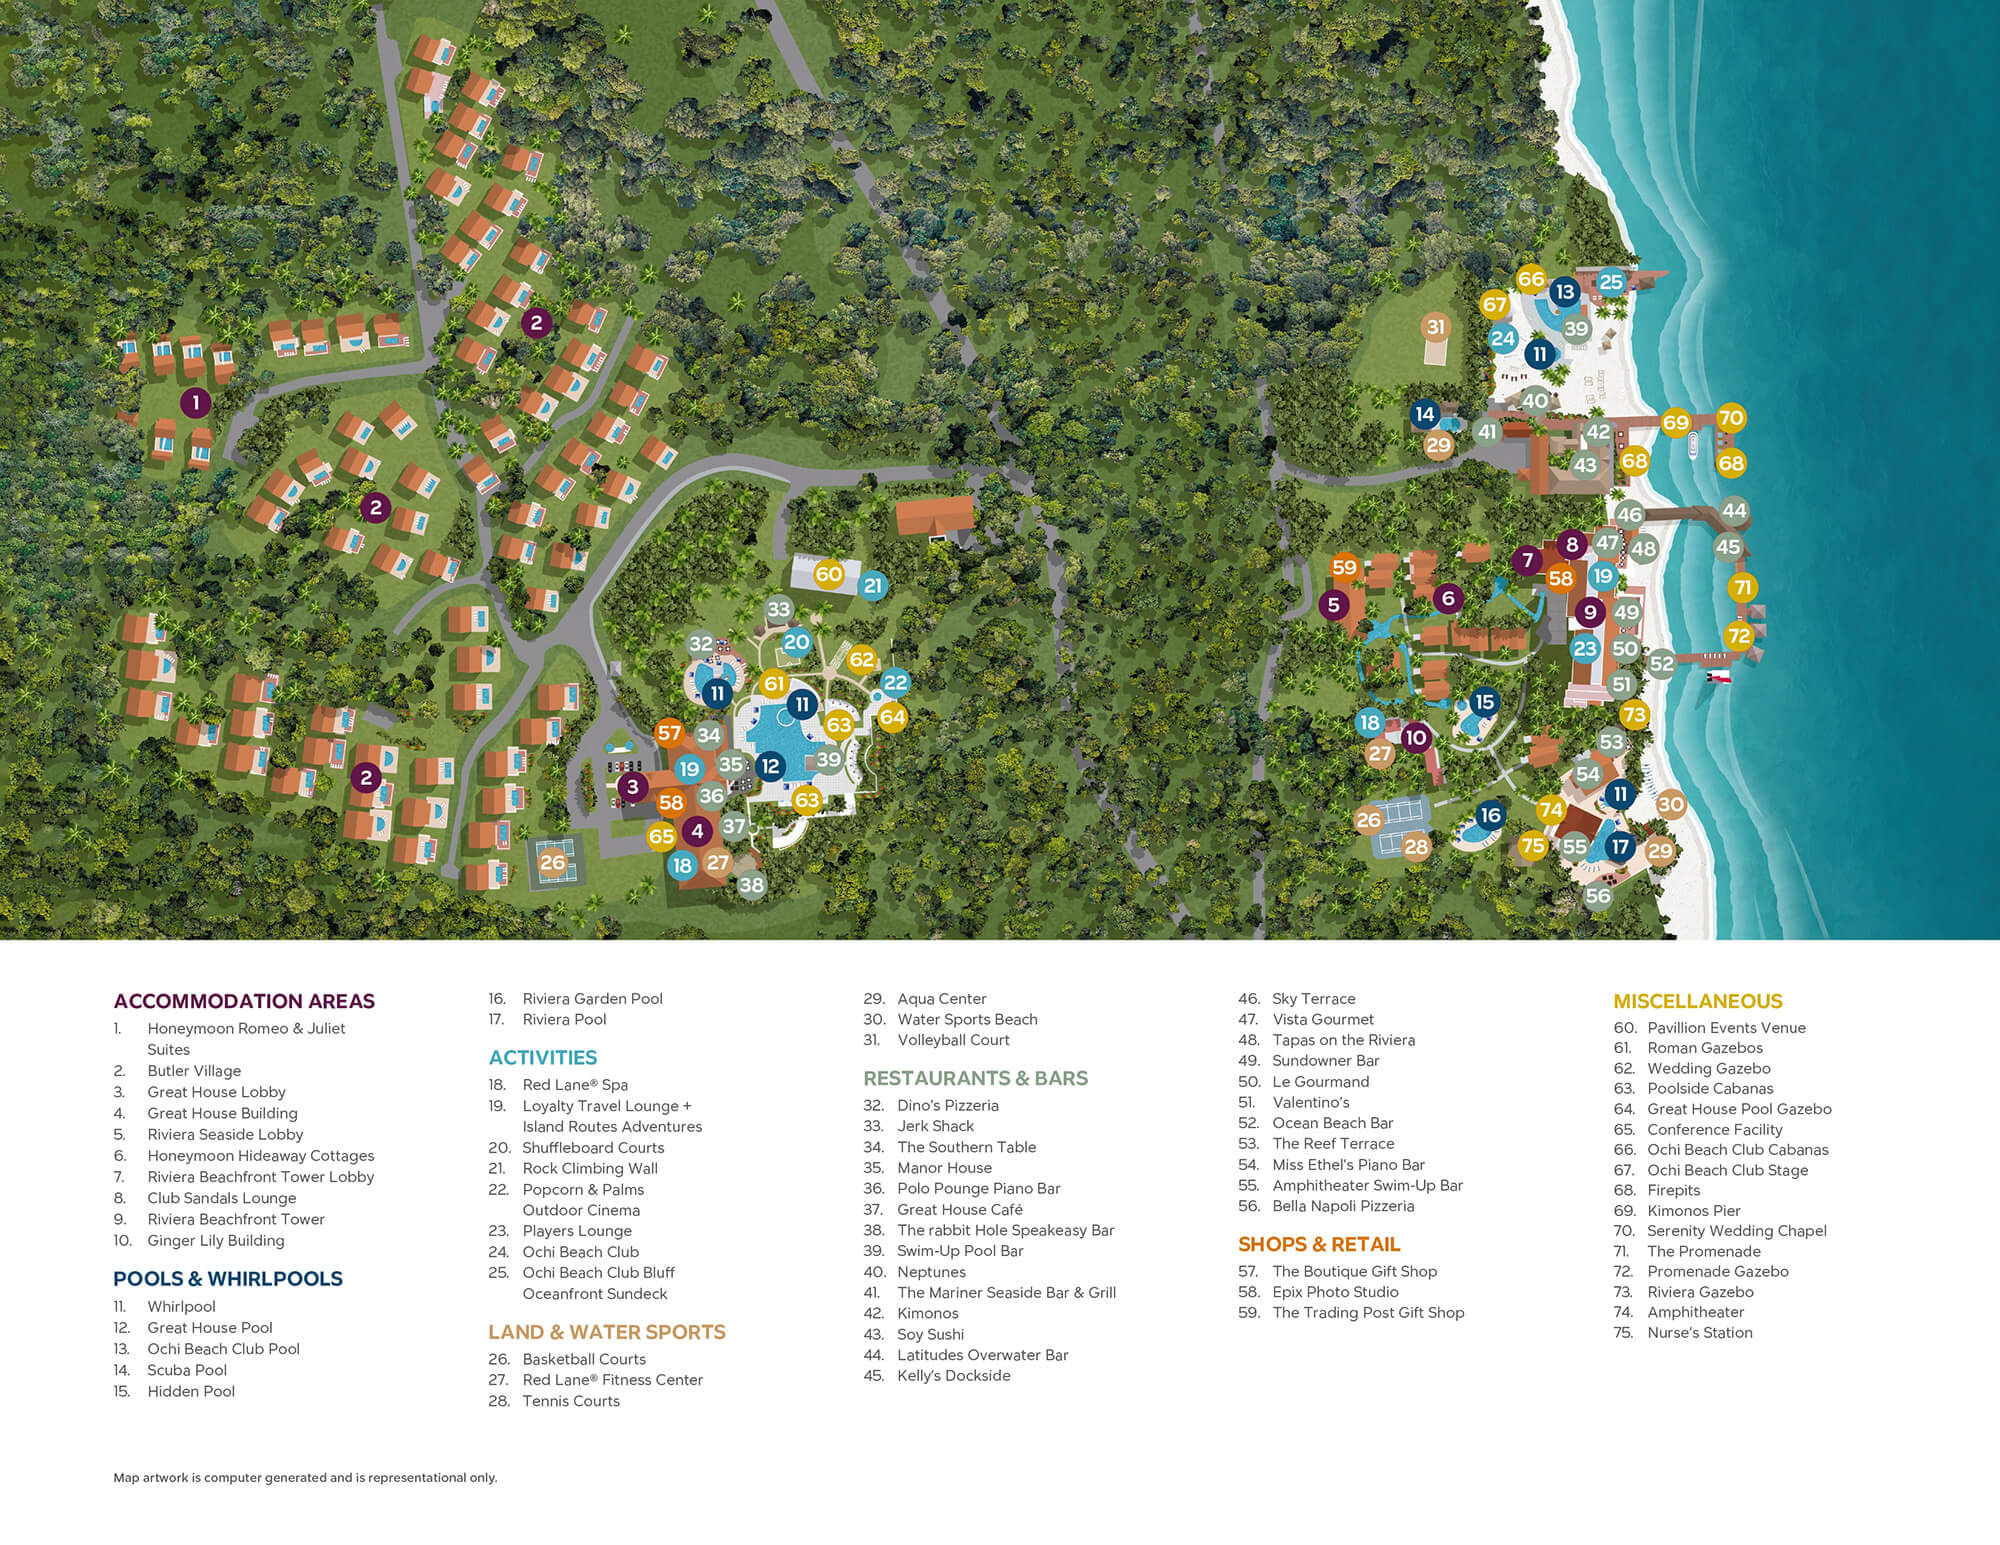 66
13
25
67
39
31
24
2
11
1
40
14
69
70
41
42
29
68
43
68
2
46
44
8
47
48
45
7
59
58
19
60
21
71
6
5
9
49
33
72
32
20
23
50
62
52
61
22
51
11
11
15
64
73
63
18
57
34
10
53
27
39
35
12
19
54
2
3
36
11
58
63
30
74
16
26
37
4
65
28
75
55
17
29
26
18
27
38
56
ACCOMMODATION AREAS
1. Honeymoon Romeo & Juliet
Suites
2. Butler Village
3. Great House Lobby
4. Great House Building
5. Riviera Seaside Lobby
6. Honeymoon Hideaway Cottages
7. Riviera Beachfront Tower Lobby
8. Club Sandals Lounge
9. Riviera Beachfront Tower
10. Ginger Lily Building
POOLS & WHIRLPOOLS
11. Whirlpool
12. Great House Pool
13. Ochi Beach Club Pool
14. Scuba Pool
15. Hidden Pool
16. Riviera Garden Pool
17. Riviera Pool
ACTIVITIES
18. Red Lane® Spa
19. Loyalty Travel Lounge +
Island Routes Adventures
20. Shuffleboard Courts
21. Rock Climbing Wall
22. Popcorn & Palms
Outdoor Cinema
23. Players Lounge
24. Ochi Beach Club
25. Ochi Beach Club Bluff
Oceanfront Sundeck
LAND & WATER SPORTS
26. Basketball Courts
27. Red Lane® Fitness Center
28. Tennis Courts
29. Aqua Center
30. Water Sports Beach
31. Volleyball Court
RESTAURANTS & BARS
32. Dino's Pizzeria
33. Jerk Shack
34. The Southern Table
35. Manor House
36. Polo Pounge Piano Bar
37. Great House Café
38. The rabbit Hole Speakeasy Bar
39. Swim-Up Pool Bar
40. Neptunes
41. The Mariner Seaside Bar & Grill
42. Kimonos
43. Soy Sushi
44. Latitudes Overwater Bar
45. Kelly's Dockside
46. Sky Terrace
47. Vista Gourmet
48. Tapas on the Riviera
49. Sundowner Bar
50. Le Gourmand
51. Valentino's
52. Ocean Beach Bar
53. The Reef Terrace
54. Miss Ethel's Piano Bar
55. Amphitheater Swim-Up Bar
56. Bella Napoli Pizzeria
SHOPS & RETAIL
57. The Boutique Gift Shop
58. Epix Photo Studio
59. The Trading Post Gift Shop
MISCELLANEOUS
60. Pavillion Events Venue
61. Roman Gazebos
62. Wedding Gazebo
63. Poolside Cabanas
64. Great House Pool Gazebo
65. Conference Facility
66. Ochi Beach Club Cabanas
67. Ochi Beach Club Stage
68. Firepits
69. Kimonos Pier
70. Serenity Wedding Chapel
71. The Promenade
72. Promenade Gazebo
73. Riviera Gazebo
74. Amphitheater
75. Nurse's Station
Map artwork is computer generated and is representational only.